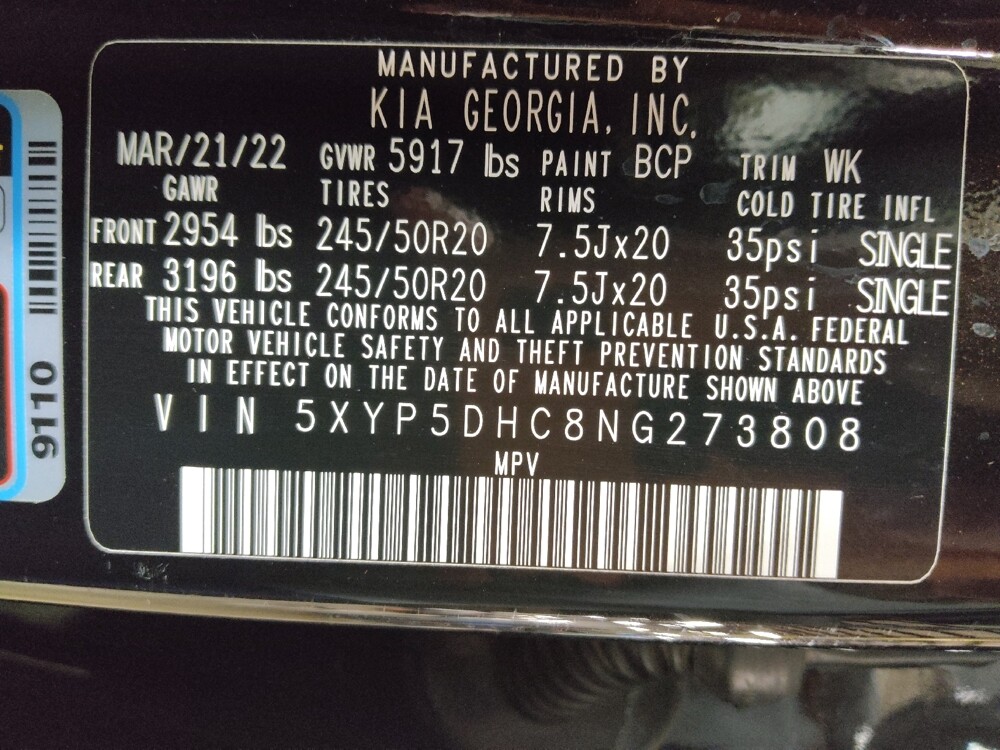 MANUFACTURED BY
KIA GEORGIA, INC.
MAR/21/22 GVWR 5917 lbs PAINT BCP TRIM WK
GAWR TIRES RIMS COLD TIRE INFL
FRONT 2954 lbs 245/50R20 7.5Jx20 35psi SINGLE
REAR 3196 lbs 245/50R20 7.5Jx20 35psi SINGLE
THIS VEHICLE CONFORMS TO ALL APPLICABLE U.S.A. FEDERAL
MOTOR VEHICLE SAFETY AND THEFT PREVENTION STANDARDS
IN EFFECT ON THE DATE OF MANUFACTURE SHOWN ABOVE
VIN 5XYP5DHC8NG273808
MPV
9110